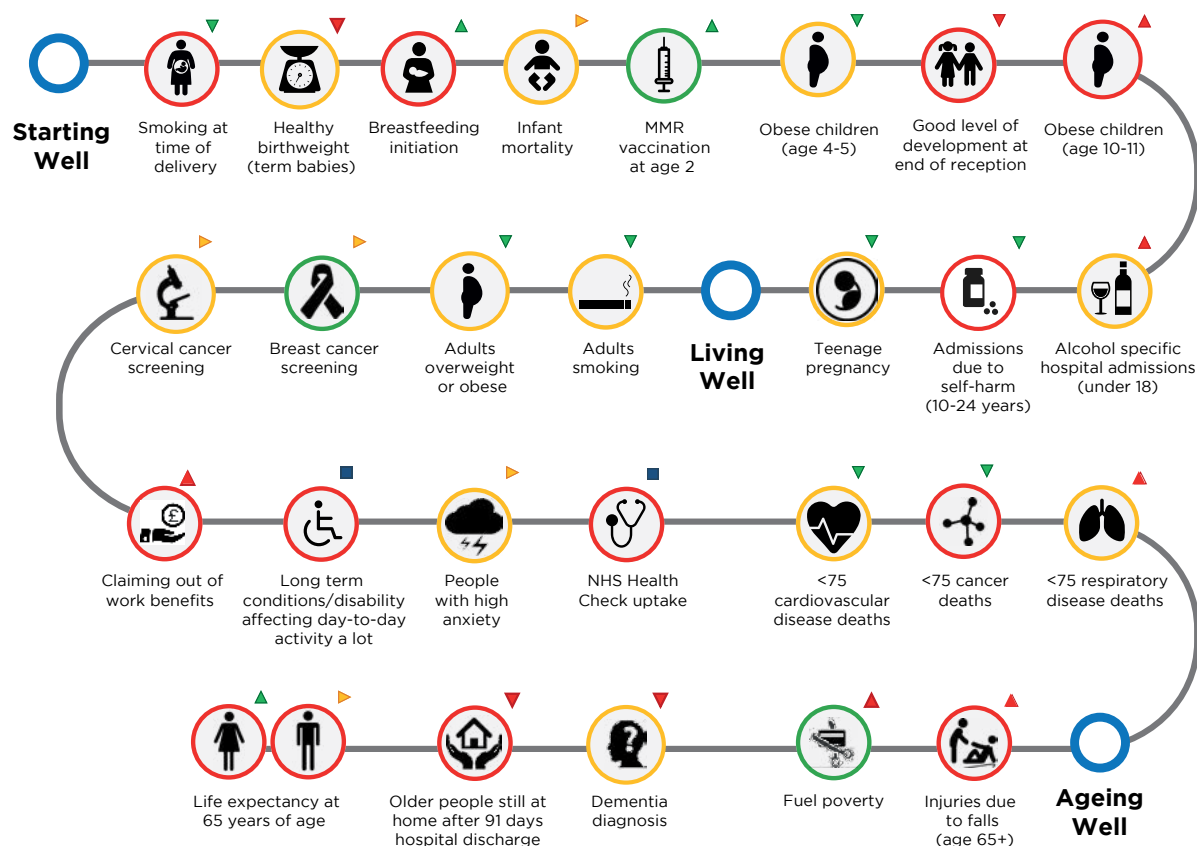 Starting
Well
Smoking at
time of
delivery
Healthy
birthweight
(term babies)
Breastfeeding
initiation
Infant
mortality
MMR
vaccination
at age 2
Obese children
(age 4-5)
Good level of
development at
end of reception
Obese children
(age 10-11)
Cervical cancer
screening
Breast cancer
screening
Adults
overweight
or obese
Adults
smoking
Living
Well
Teenage
pregnancy
Admissions
due to
self-harm
(10-24 years)
Alcohol specific
hospital admissions
(under 18)
£
Claiming out of
work benefits
Long term
conditions/disability
affecting day-to-day
activity a lot
People
with high
anxiety
NHS Health
Check uptake
<75
cardiovascular
disease deaths
<75 cancer
deaths
<75 respiratory
disease deaths
Life expectancy at
65 years of age
Older people still at
home after 91 days
hospital discharge
?
Dementia
diagnosis
Fuel poverty
Injuries due
to falls
(age 65+)
Ageing
Well